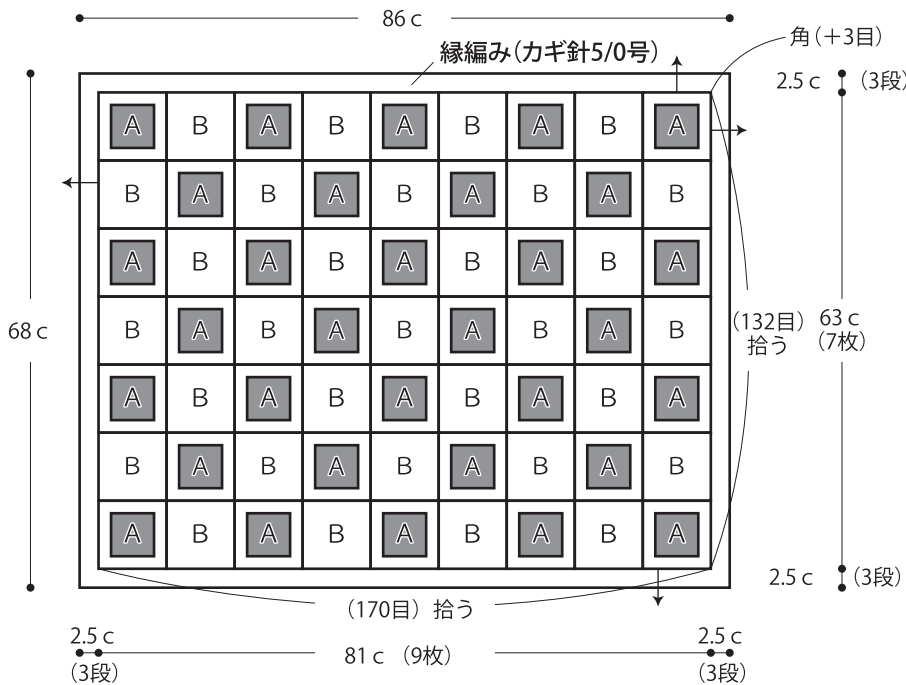 86 c
縁編み(カギ針5/0号)
角(+3目)
2.5 c (3段)
A B A B A B A B A
B A B A B A B A B
A B A B A B A B A
68 c
B A B A B A B A B
(132目)
拾う
63 c
(7枚)
A B A B A B A B A
B A B A B A B A B
A B A B A B A B A
2.5 c (3段)
(170目) 拾う
2.5 c
(3段)
81 c (9枚)
2.5 c
(3段)